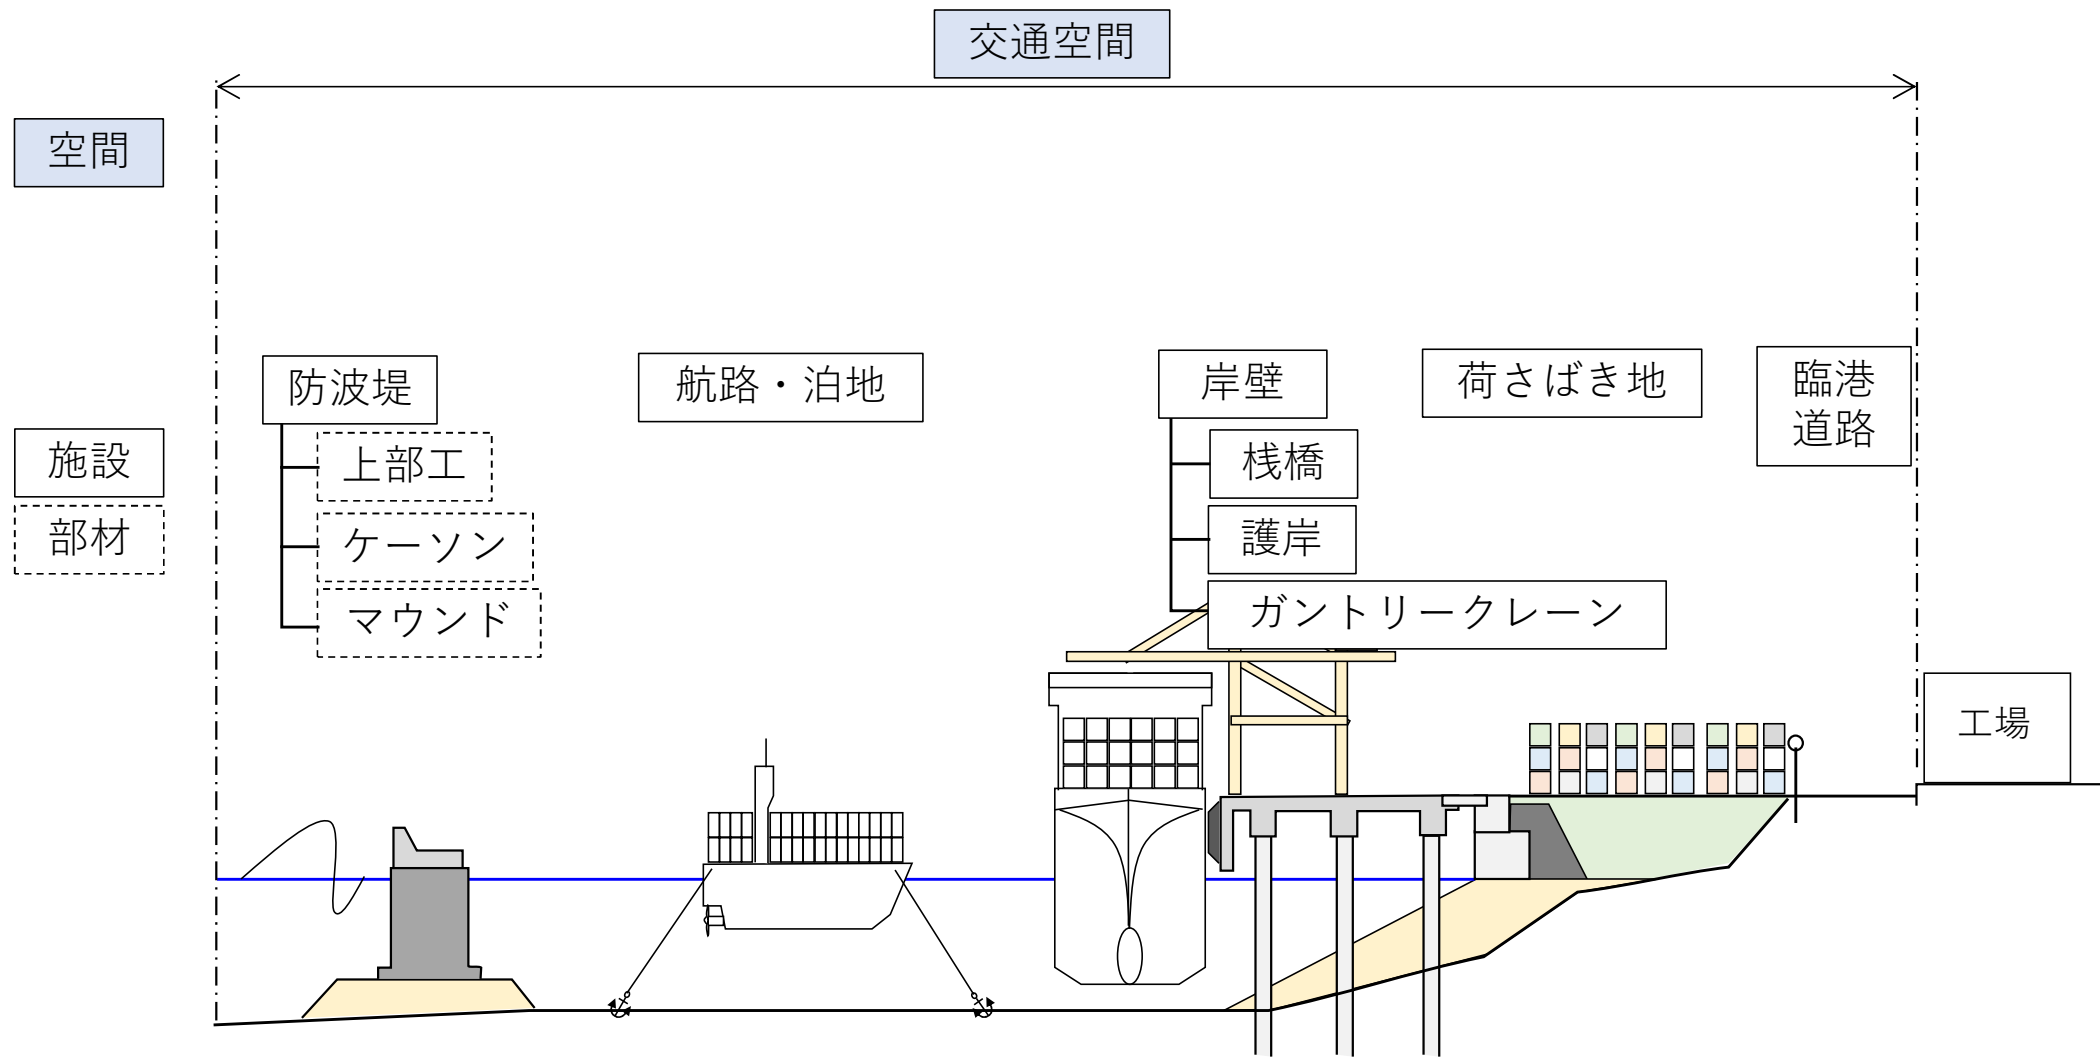 交通空間
空間
防波堤
航路・泊地
岸壁
荷さばき地
臨港
道路
施設
部材
上部工
ケーソン
マウンド
桟橋
護岸
ガントリークレーン
工場